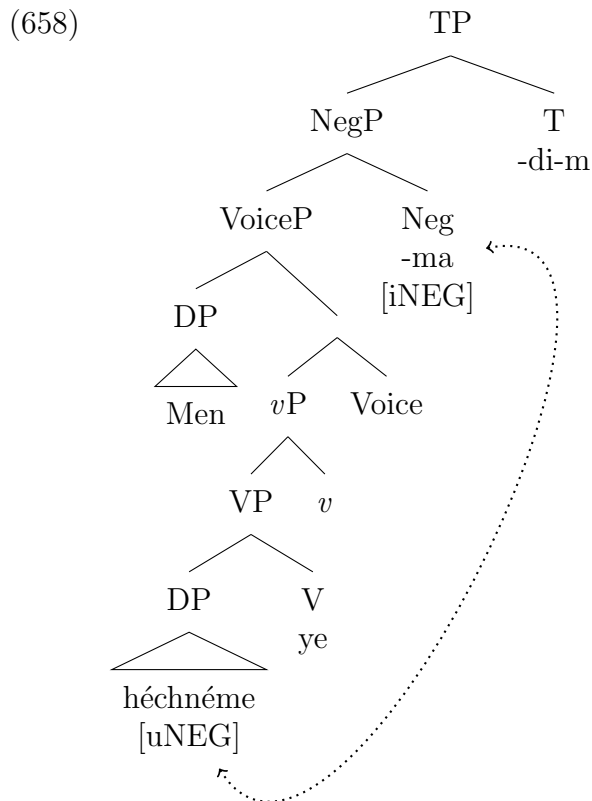 (658)
TP
NegP T
-di-m
VoiceP Neg
-ma
[iNEG]
DP
Men vP Voice
VP v
DP V
ye
héchnéme
[uNEG]